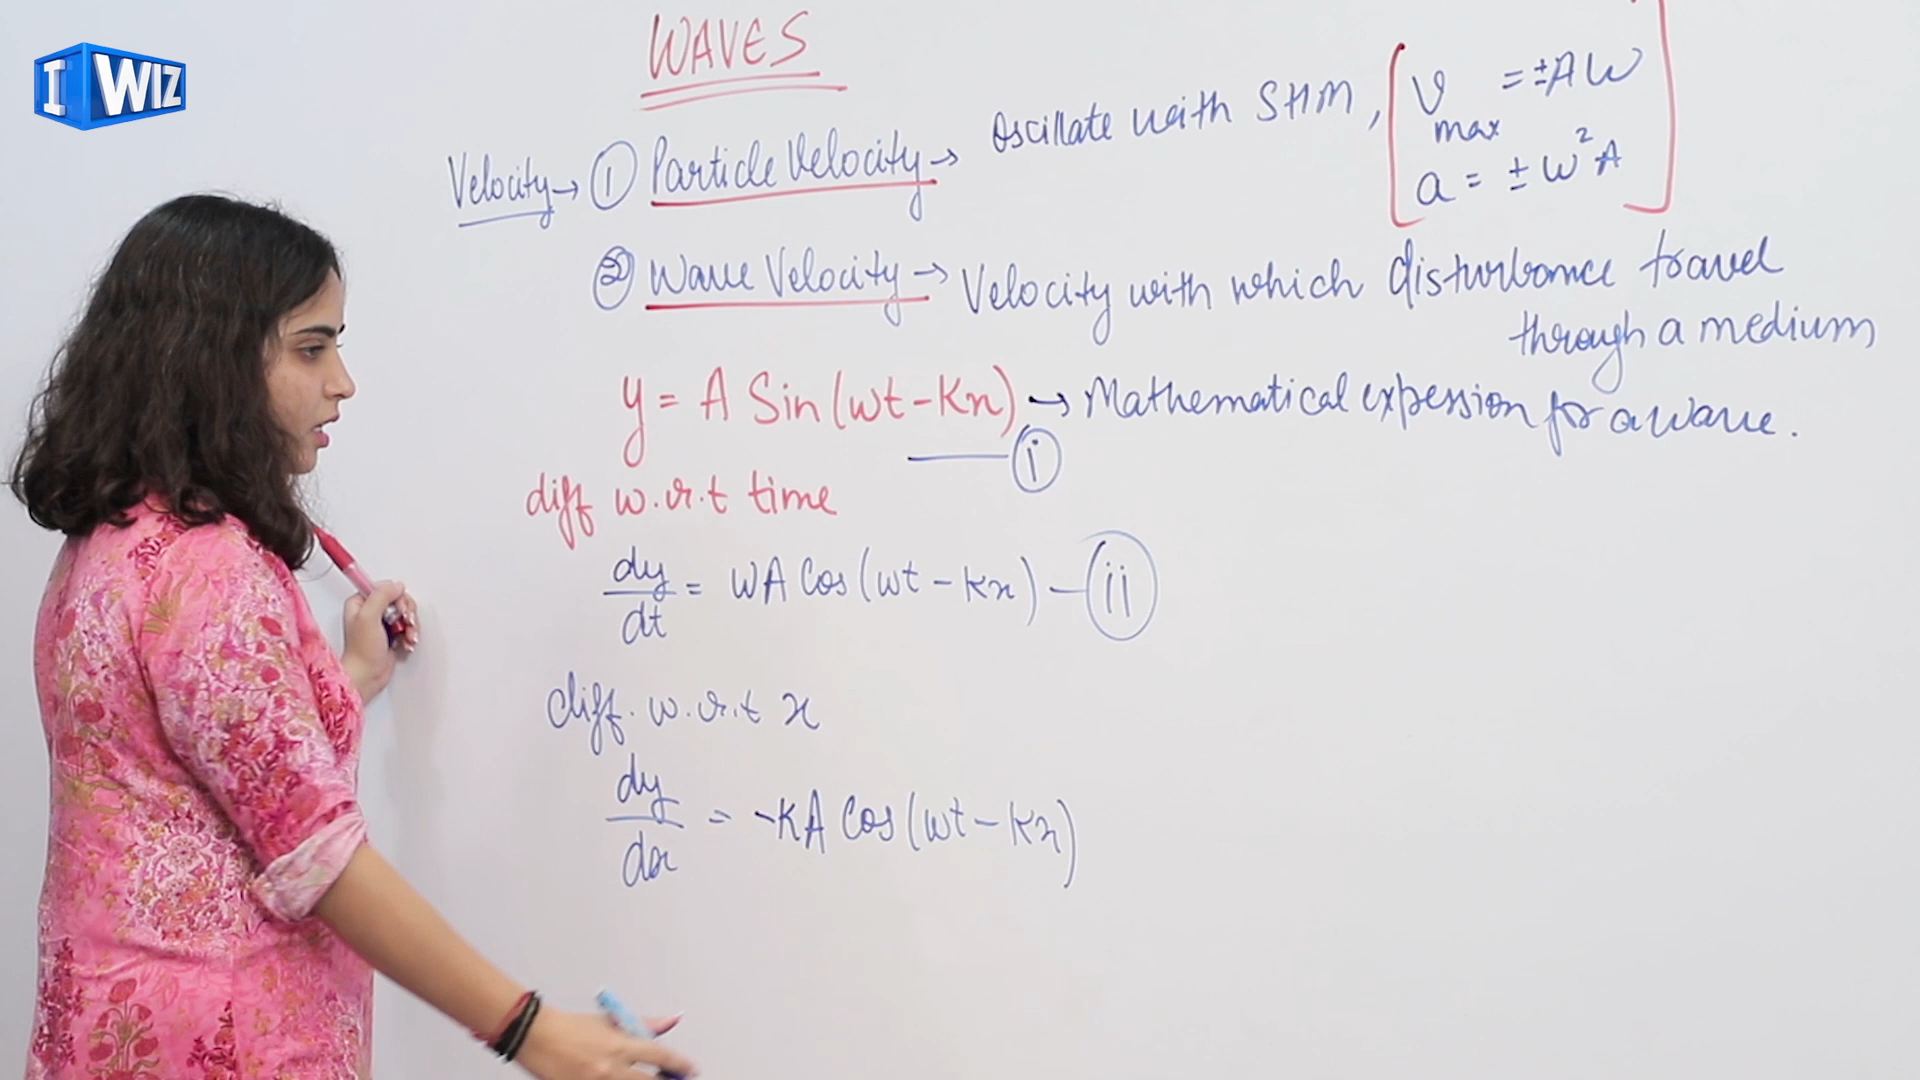 I WIZ
WAVES
Velocity → ① Particle Velocity → Oscillate with SHM, [ v max = ±Aω
a = ±ω²A ]
② Wave Velocity → Velocity with which disturbance travel
through a medium
y = A Sin(ωt - Kx) → Mathematical expession for a wave.
(i)
diff w.r.t time
dy/dt = ωA Cos(ωt - Kx) — (ii)
diff. w.r.t x
dy/dx = -KA Cos(ωt - Kx)